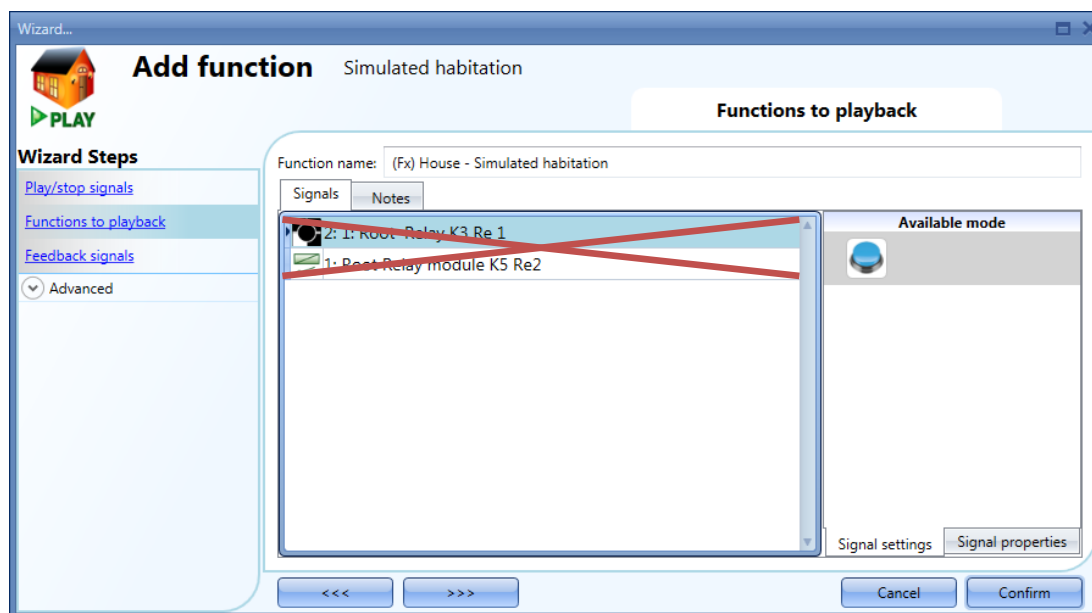 Wizard...
Add function Simulated habitation
PLAY
Functions to playback
Wizard Steps
Play/stop signals
Functions to playback
Feedback signals
Advanced
Function name: (Fx) House - Simulated habitation
Signals Notes
2: 1: Root Relay K3 Re 1
1: Root Relay module K5 Re2
Available mode
Signal settings Signal properties
<<< >>> Cancel Confirm